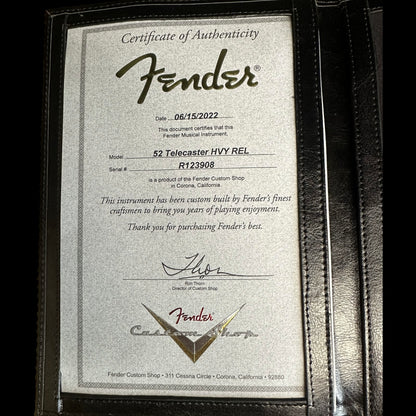 Certificate of Authenticity
Fender®
Date 06/15/2022
This document certifies that this
Fender Musical Instrument,
Model 52 Telecaster HVY REL
Serial # R123908
is a product of the Fender Custom Shop
in Corona, California.
This instrument has been custom built by Fender's finest
craftsmen to bring you years of playing enjoyment.
Thank you for purchasing Fender's best.
Ron Thorn
Director of Custom Shop
Fender
Custom Shop
Fender Custom Shop • 311 Cessna Circle • Corona, California • 92880